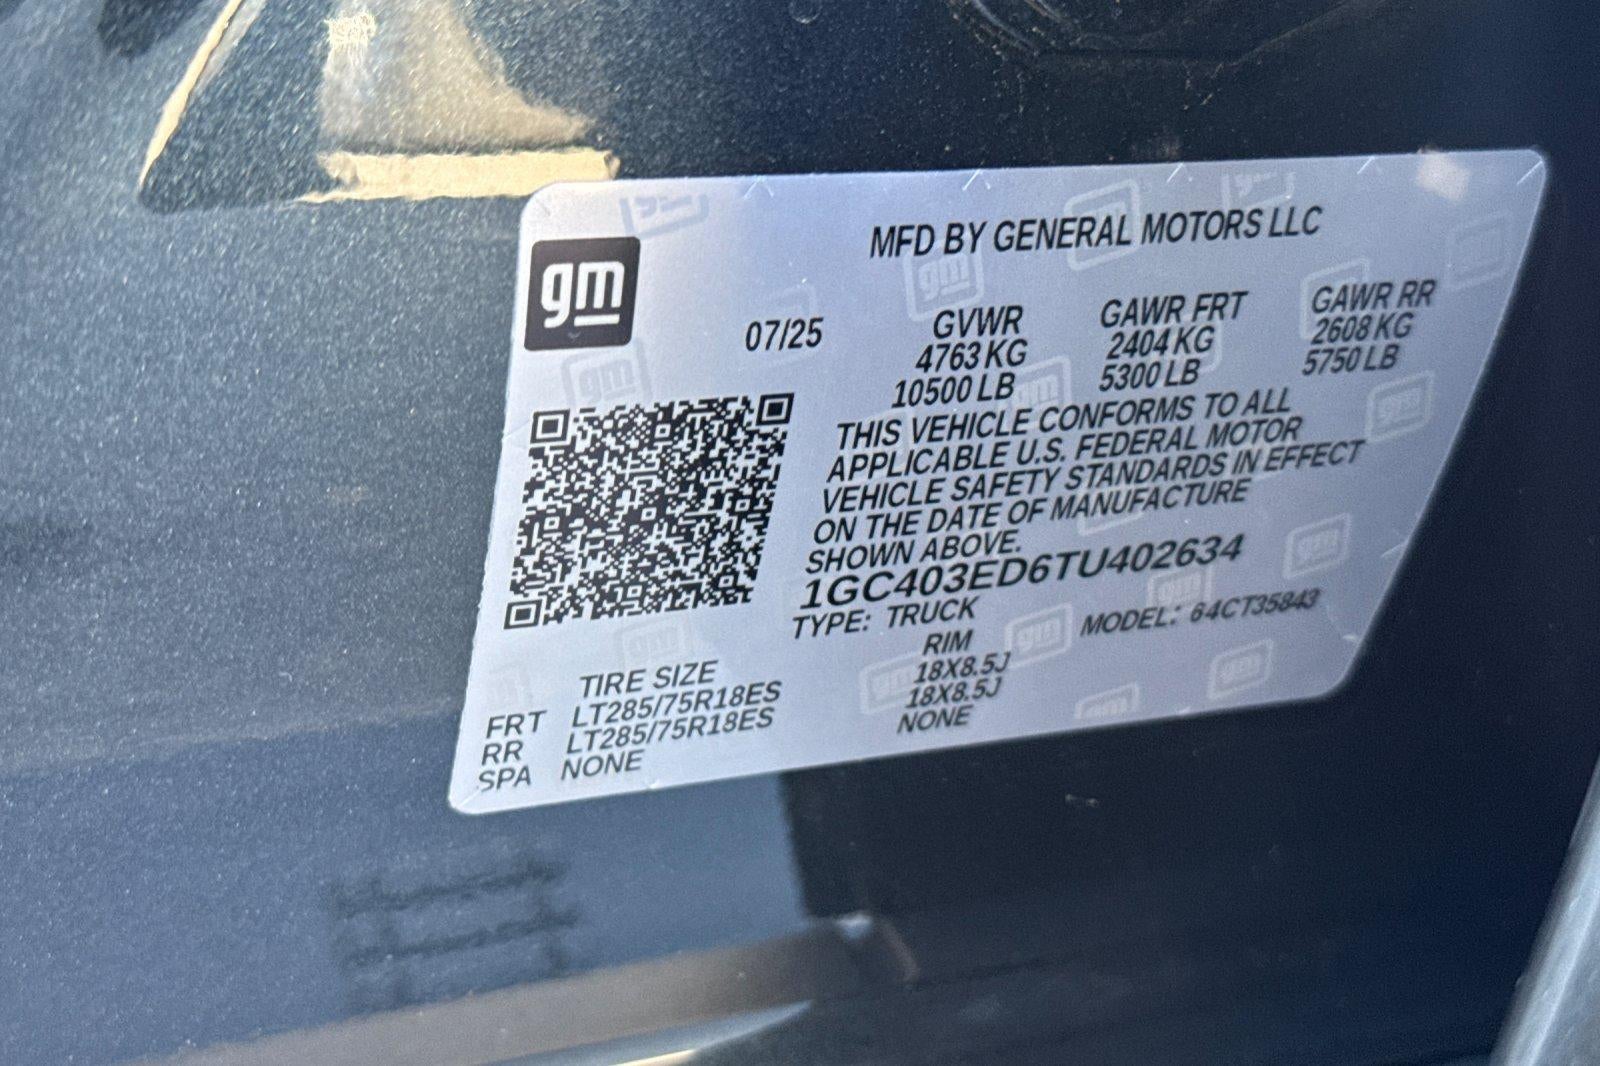 MFD BY GENERAL MOTORS LLC
gm
07/25
GVWR GAWR FRT GAWR RR
4763 KG 2404 KG 2608 KG
10500 LB 5300 LB 5750 LB
THIS VEHICLE CONFORMS TO ALL
APPLICABLE U.S. FEDERAL MOTOR
VEHICLE SAFETY STANDARDS IN EFFECT
ON THE DATE OF MANUFACTURE
SHOWN ABOVE.
1GC403ED6TU402634
TYPE: TRUCK MODEL: 64CT35843
TIRE SIZE RIM
FRT LT285/75R18ES 18X8.5J
RR LT285/75R18ES 18X8.5J
SPA NONE NONE